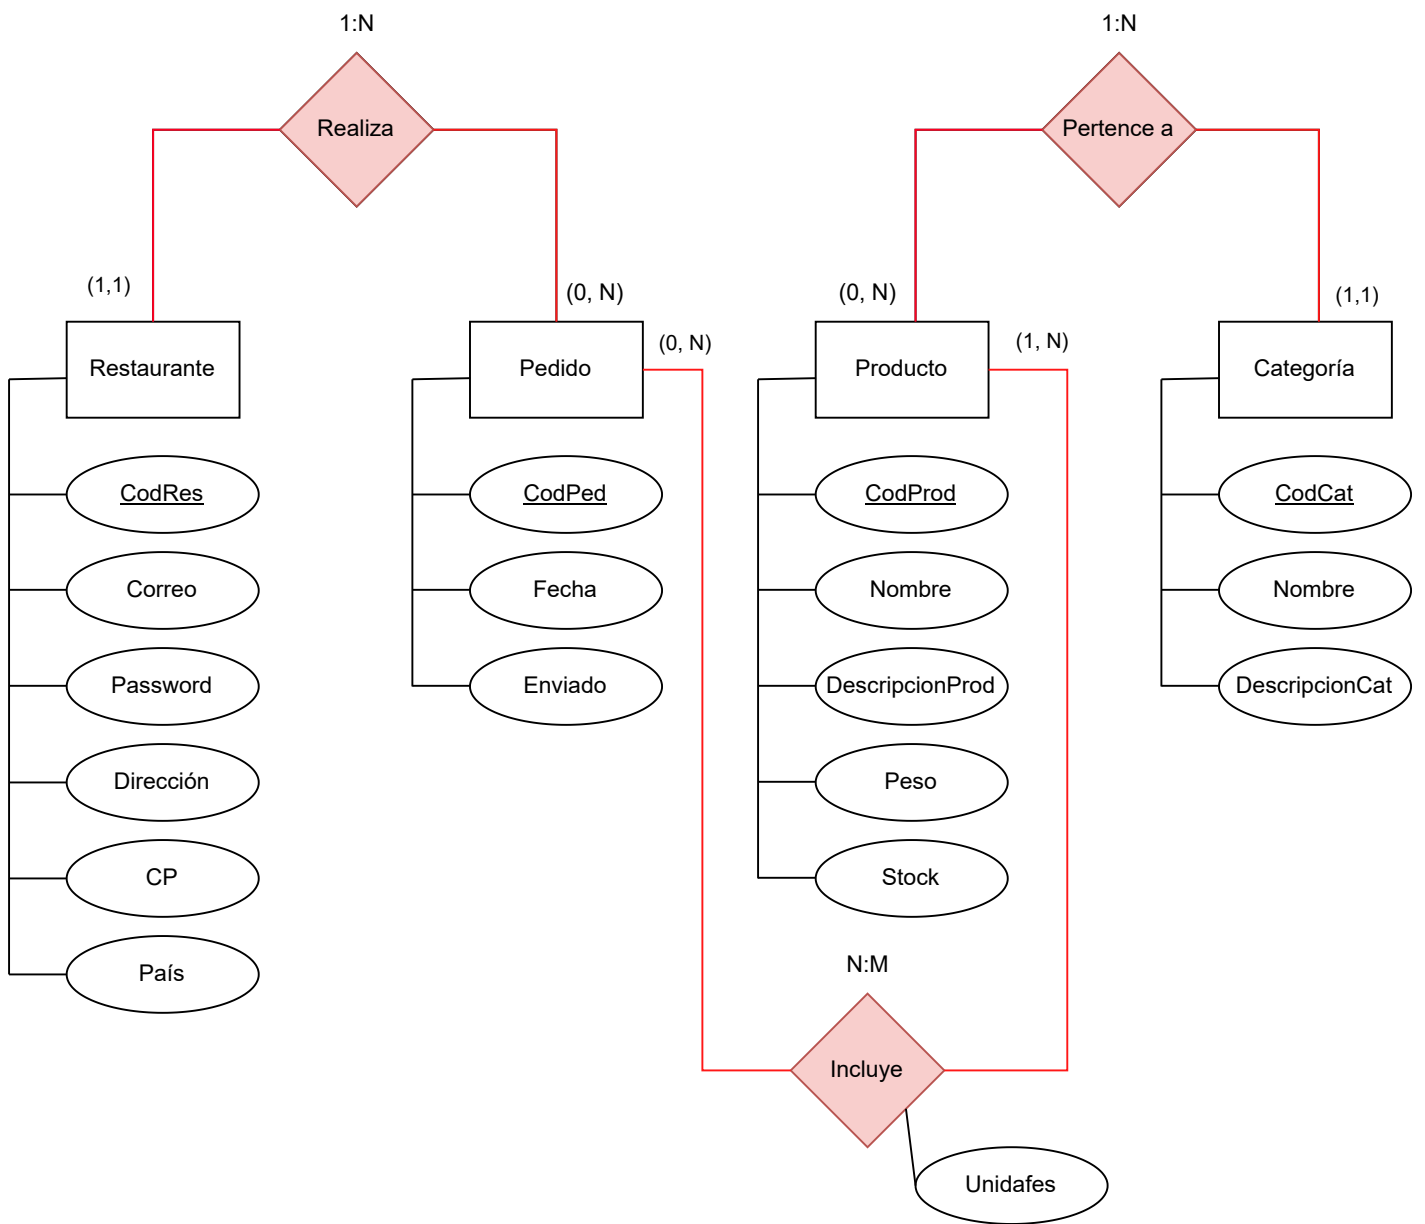 1:N
1:N
Realiza
Pertence a
(1,1)
(0, N)
(0, N)
(1,1)
(0, N)
(1, N)
Restaurante
Pedido
Producto
Categoría
CodRes
CodPed
CodProd
CodCat
Correo
Fecha
Nombre
Nombre
Password
Enviado
DescripcionProd
DescripcionCat
Dirección
Peso
CP
Stock
País
N:M
Incluye
Unidafes